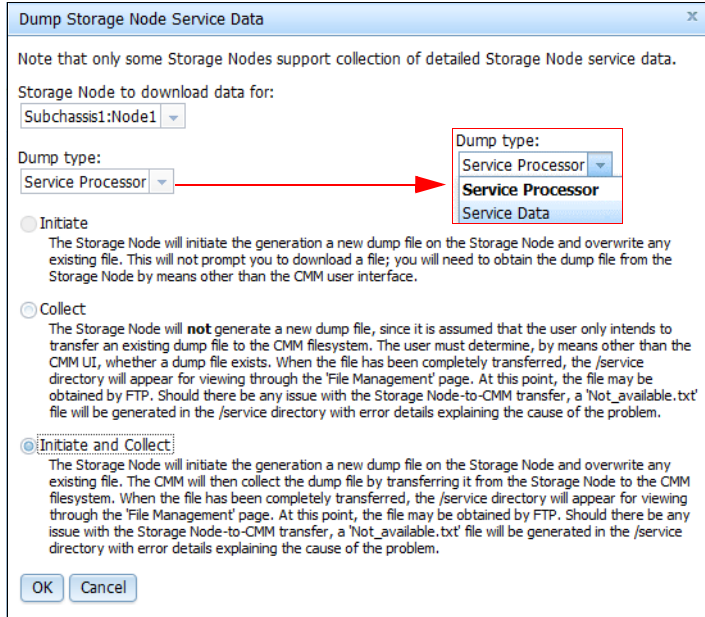 Dump Storage Node Service Data
x
Note that only some Storage Nodes support collection of detailed Storage Node service data.
Storage Node to download data for:
Subchassis1:Node1
Dump type:
Service Processor
Dump type:
Service Processor
Service Processor
Service Data
Initiate
The Storage Node will initiate the generation a new dump file on the Storage Node and overwrite any
existing file. This will not prompt you to download a file; you will need to obtain the dump file from the
Storage Node by means other than the CMM user interface.
Collect
The Storage Node will not generate a new dump file, since it is assumed that the user only intends to
transfer an existing dump file to the CMM filesystem. The user must determine, by means other than the
CMM UI, whether a dump file exists. When the file has been completely transferred, the /service
directory will appear for viewing through the 'File Management' page. At this point, the file may be
obtained by FTP. Should there be any issue with the Storage Node-to-CMM transfer, a 'Not_available.txt'
file will be generated in the /service directory with error details explaining the cause of the problem.
Initiate and Collect
The Storage Node will initiate the generation a new dump file on the Storage Node and overwrite any
existing file. The CMM will then collect the dump file by transferring it from the Storage Node to the CMM
filesystem. When the file has been completely transferred, the /service directory will appear for viewing
through the 'File Management' page. At this point, the file may be obtained by FTP. Should there be any
issue with the Storage Node-to-CMM transfer, a 'Not_available.txt' file will be generated in the /service
directory with error details explaining the cause of the problem.
OK
Cancel